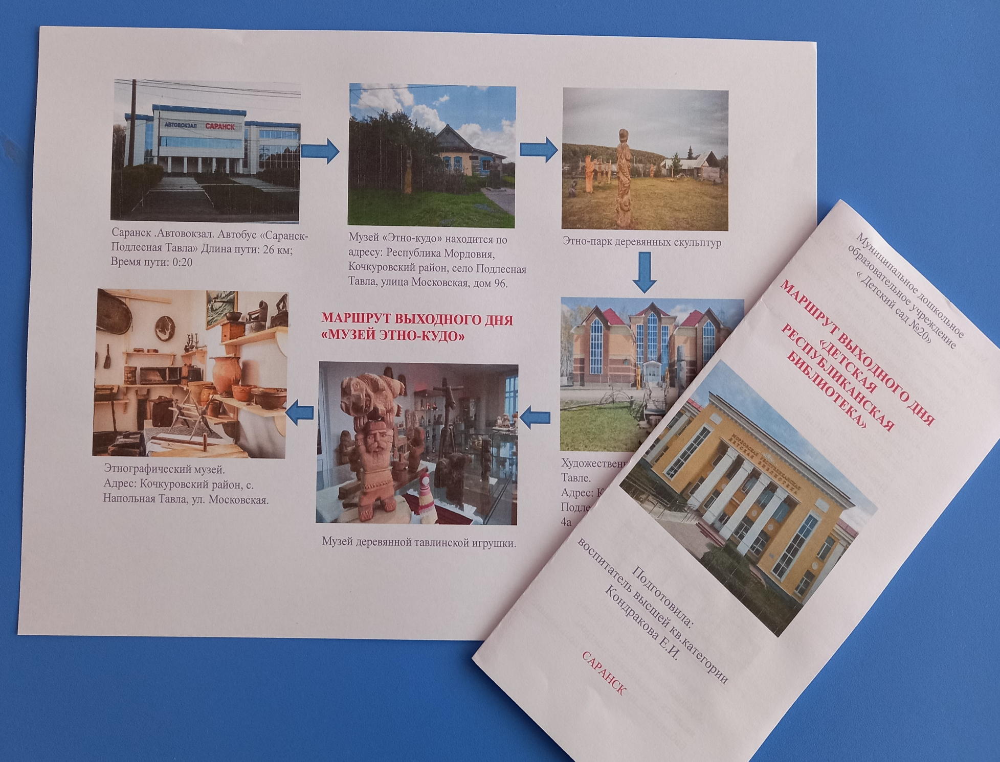 АВТОВОКЗАЛ САРАНСК
Саранск .Автовокзал. Автобус «Саранск-
Подлесная Тавла» Длина пути: 26 км;
Время пути: 0:20
Музей «Этно-кудо» находится по
адресу: Республика Мордовия,
Кочкуровский район, село Подлесная
Тавла, улица Московская, дом 96.
Этно-парк деревянных скульптур
МАРШРУТ ВЫХОДНОГО ДНЯ
«МУЗЕЙ ЭТНО-КУДО»
Этнографический музей.
Адрес: Кочкуровский район, с.
Напольная Тавла, ул. Московская.
Музей деревянной тавлинской игрушки.
Тавле.
Адрес:
4а
Муниципальное дошкольное
образовательное учреждение
« Детский сад №20»
МАРШРУТ ВЫХОДНОГО ДНЯ
«ДЕТСКАЯ
РЕСПУБЛИКАНСКАЯ
БИБЛИОТЕКА»
МОРДОВСКАЯ РЕСПУБЛИКАНСКАЯ
ДЕТСКАЯ БИБЛИОТЕКА
Подготовила:
воспитатель высшей кв.категории
Кондракова Е.И.
САРАНСК